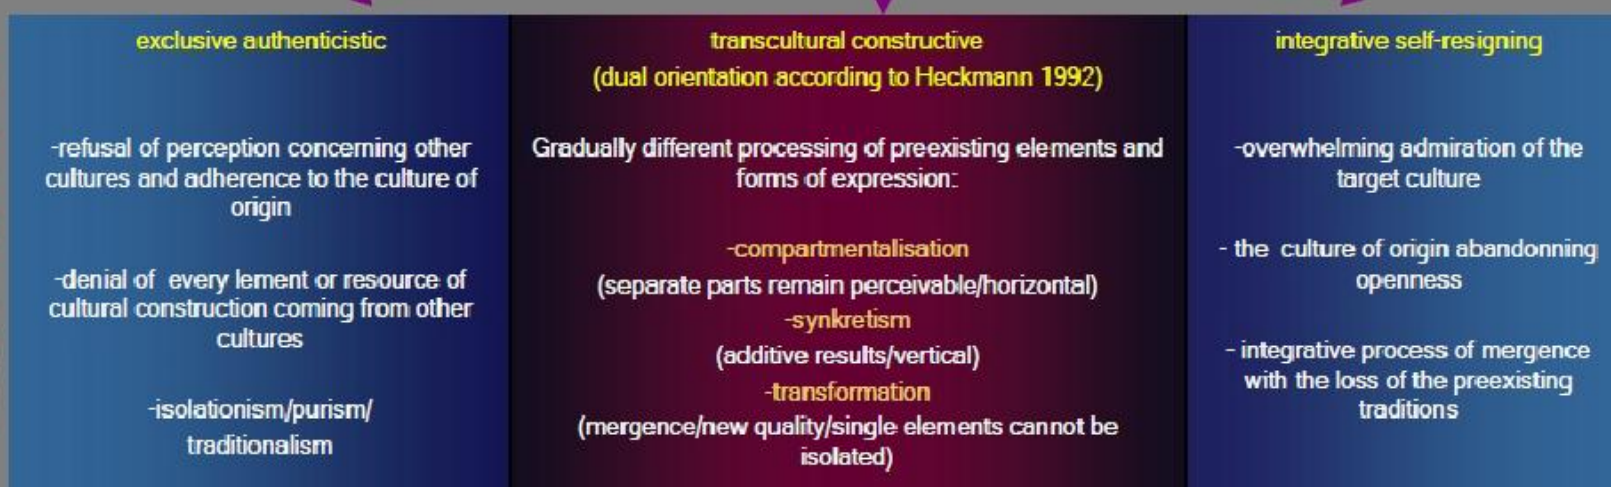 exclusive authenticistic
-refusal of perception concerning other
cultures and adherence to the culture of
origin
-denial of every lement or resource of
cultural construction coming from other
cultures
-isolationism/purism/
traditionalism
transcultural constructive
(dual orientation according to Heckmann 1992)
Gradually different processing of preexisting elements and
forms of expression:
-compartmentalisation
(separate parts remain perceivable/horizontal)
-synkretism
(additive results/vertical)
-transformation
(mergence/new quality/single elements cannot be
isolated)
integrative self-resigning
-overwhelming admiration of the
target culture
- the culture of origin abandonning
openness
- integrative process of mergence
with the loss of the preexisting
traditions